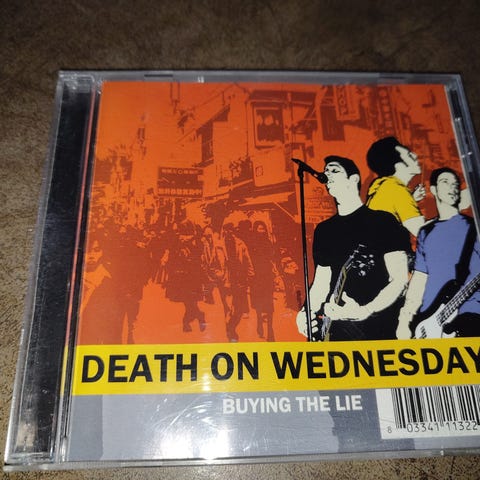 DEATH ON WEDNESDAY
BUYING THE LIE
8 03341 11322